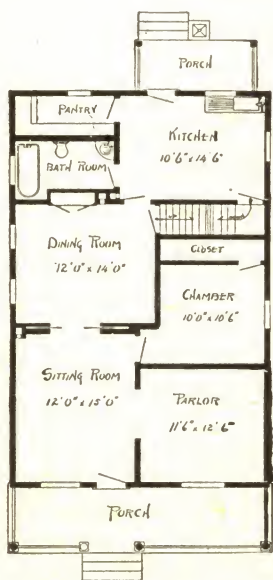 PORCH
PANTRY
KITCHEN
10'6" x 14'6"
BATH ROOM
DINING ROOM
12'0" x 14'0"
CLOSET
CHAMBER
10'0" x 10'6"
SITTING ROOM
12'0" x 15'0"
PARLOR
11'6" x 12'6"
PORCH